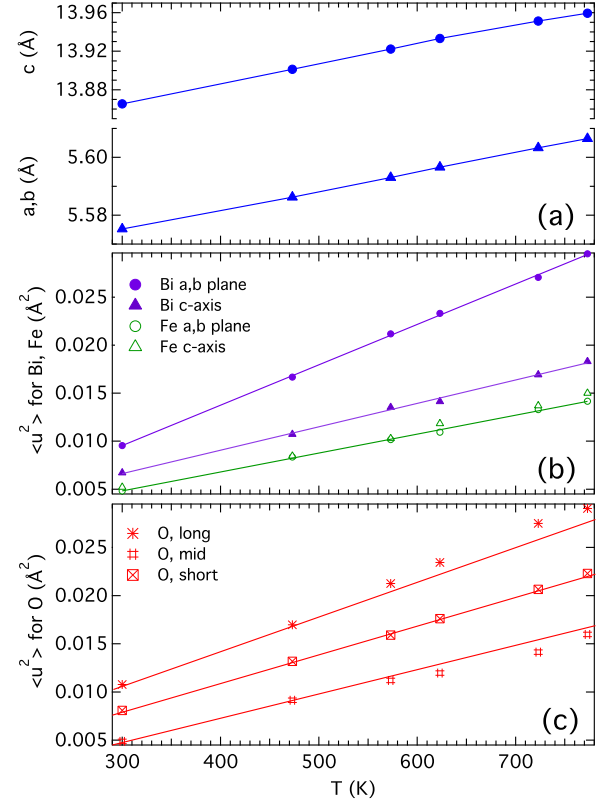 13.96
13.92
13.88
c (Å)
5.60
5.58
a,b (Å)
(a)
0.025
0.020
0.015
0.010
0.005
<u²> for Bi, Fe (Å²)
Bi a,b plane
Bi c-axis
Fe a,b plane
Fe c-axis
(b)
0.025
0.020
0.015
0.010
0.005
<u²> for O (Å²)
O, long
O, mid
O, short
(c)
300
400
500
600
700
T (K)